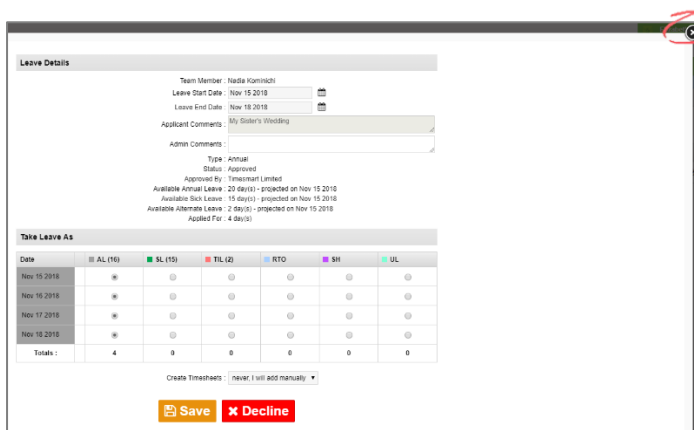 Leave Details
Team Member : Nadia Kominichi
Leave Start Date : Nov 15 2018
Leave End Date : Nov 18 2018
Applicant Comments : My Sister's Wedding
Admin Comments :
Type : Annual
Status : Approved
Approved By : Timesmart Limited
Available Annual Leave : 20 day(s) - projected on Nov 15 2018
Available Sick Leave : 15 day(s) - projected on Nov 15 2018
Available Alternate Leave : 2 day(s) - projected on Nov 15 2018
Applied For : 4 day(s)
Take Leave As
Date AL (16) SL (15) TIL (2) RTO SH UL
Nov 15 2018
Nov 16 2018
Nov 17 2018
Nov 18 2018
Totals : 4 0 0 0 0 0
Create Timesheets : never, I will add manually
Save Decline